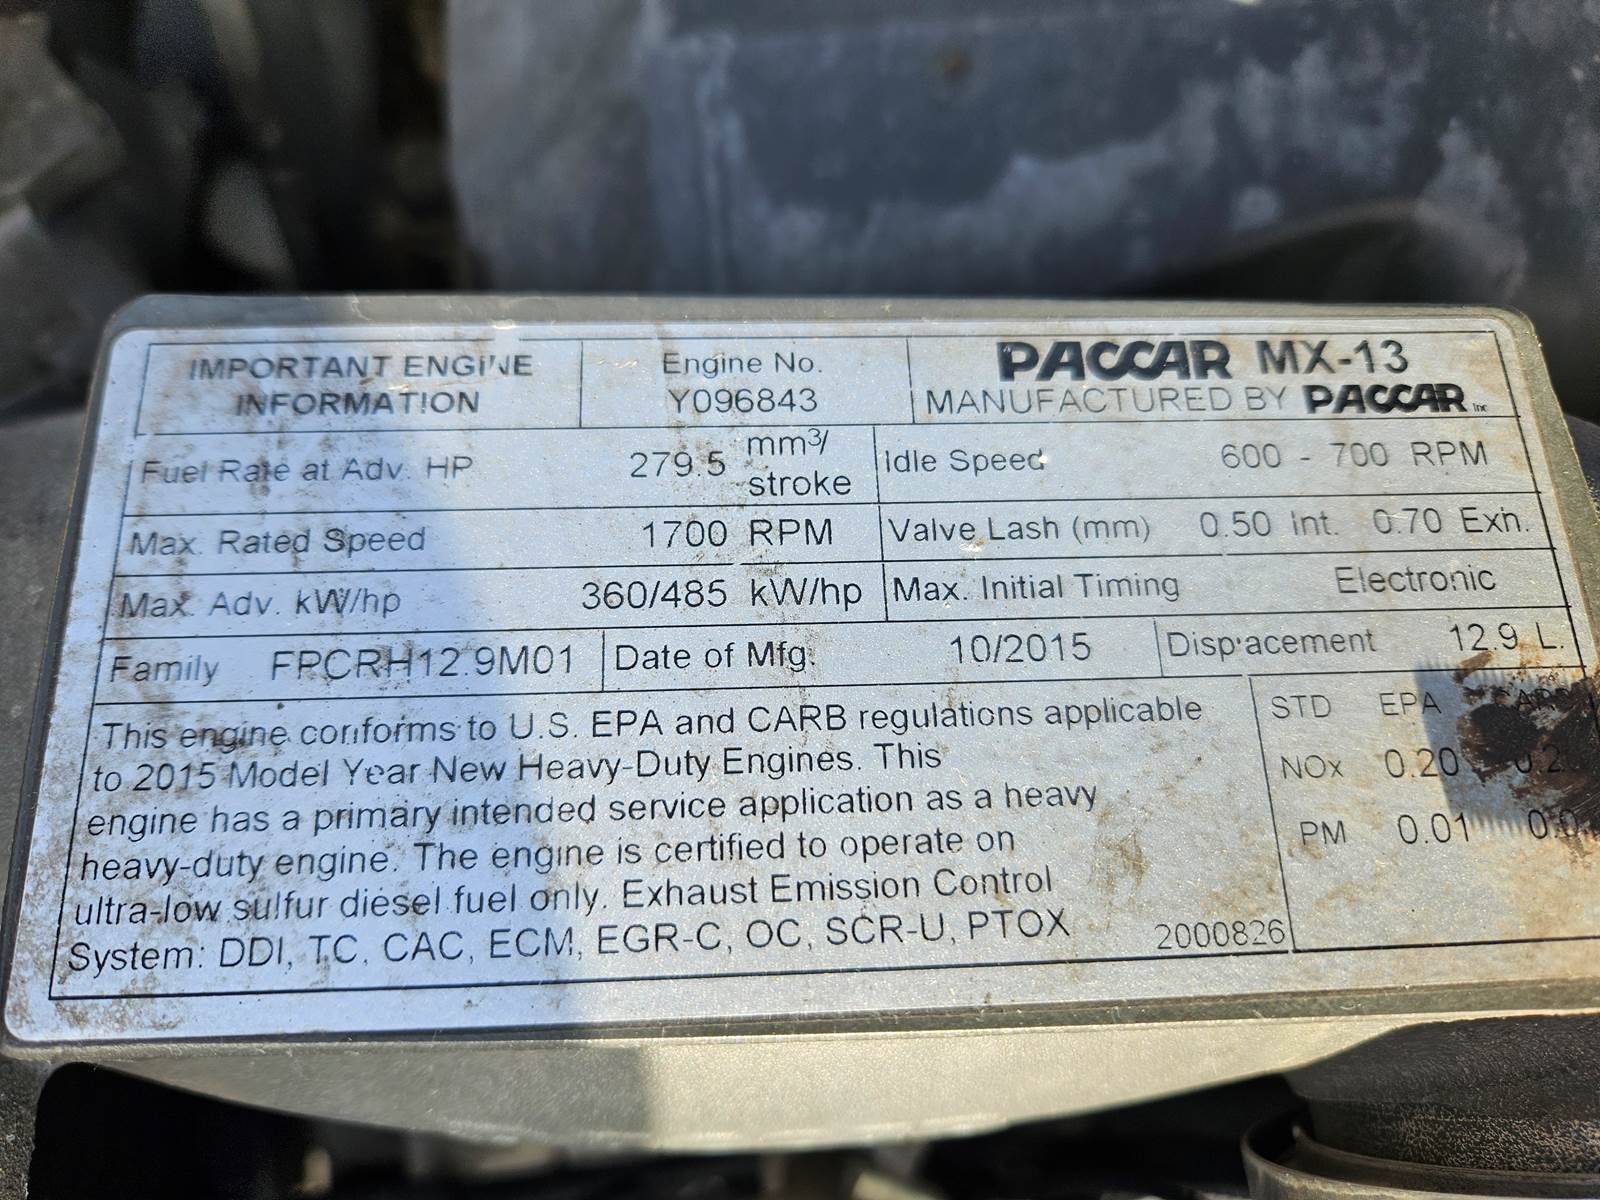 IMPORTANT ENGINE
INFORMATION
Engine No.
Y096843
PACCAR MX-13
MANUFACTURED BY PACCAR Inc
Fuel Rate at Adv. HP 279.5 mm3/
stroke
Idle Speed 600 - 700 RPM
Max. Rated Speed 1700 RPM
Valve Lash (mm) 0.50 Int. 0.70 Exh.
Max. Adv. kW/hp 360/485 kW/hp
Max. Initial Timing Electronic
Family FPCRH12.9M01
Date of Mfg. 10/2015
Displacement 12.9 L.
This engine conforms to U.S. EPA and CARB regulations applicable
to 2015 Model Year New Heavy-Duty Engines. This
engine has a primary intended service application as a heavy
heavy-duty engine. The engine is certified to operate on
ultra-low sulfur diesel fuel only. Exhaust Emission Control
System: DDI, TC, CAC, ECM, EGR-C, OC, SCR-U, PTOX
2000826
STD EPA
NOx 0.20
PM 0.01